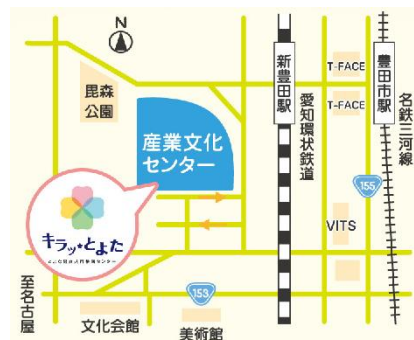 N
毘森
公園
産業文化
センター
新豊田駅
愛知環状鉄道
T-FACE
T-FACE
豊田市駅
名鉄三河線
155
キラッ☆とよた
VITS
至名古屋
153
文化会館
美術館